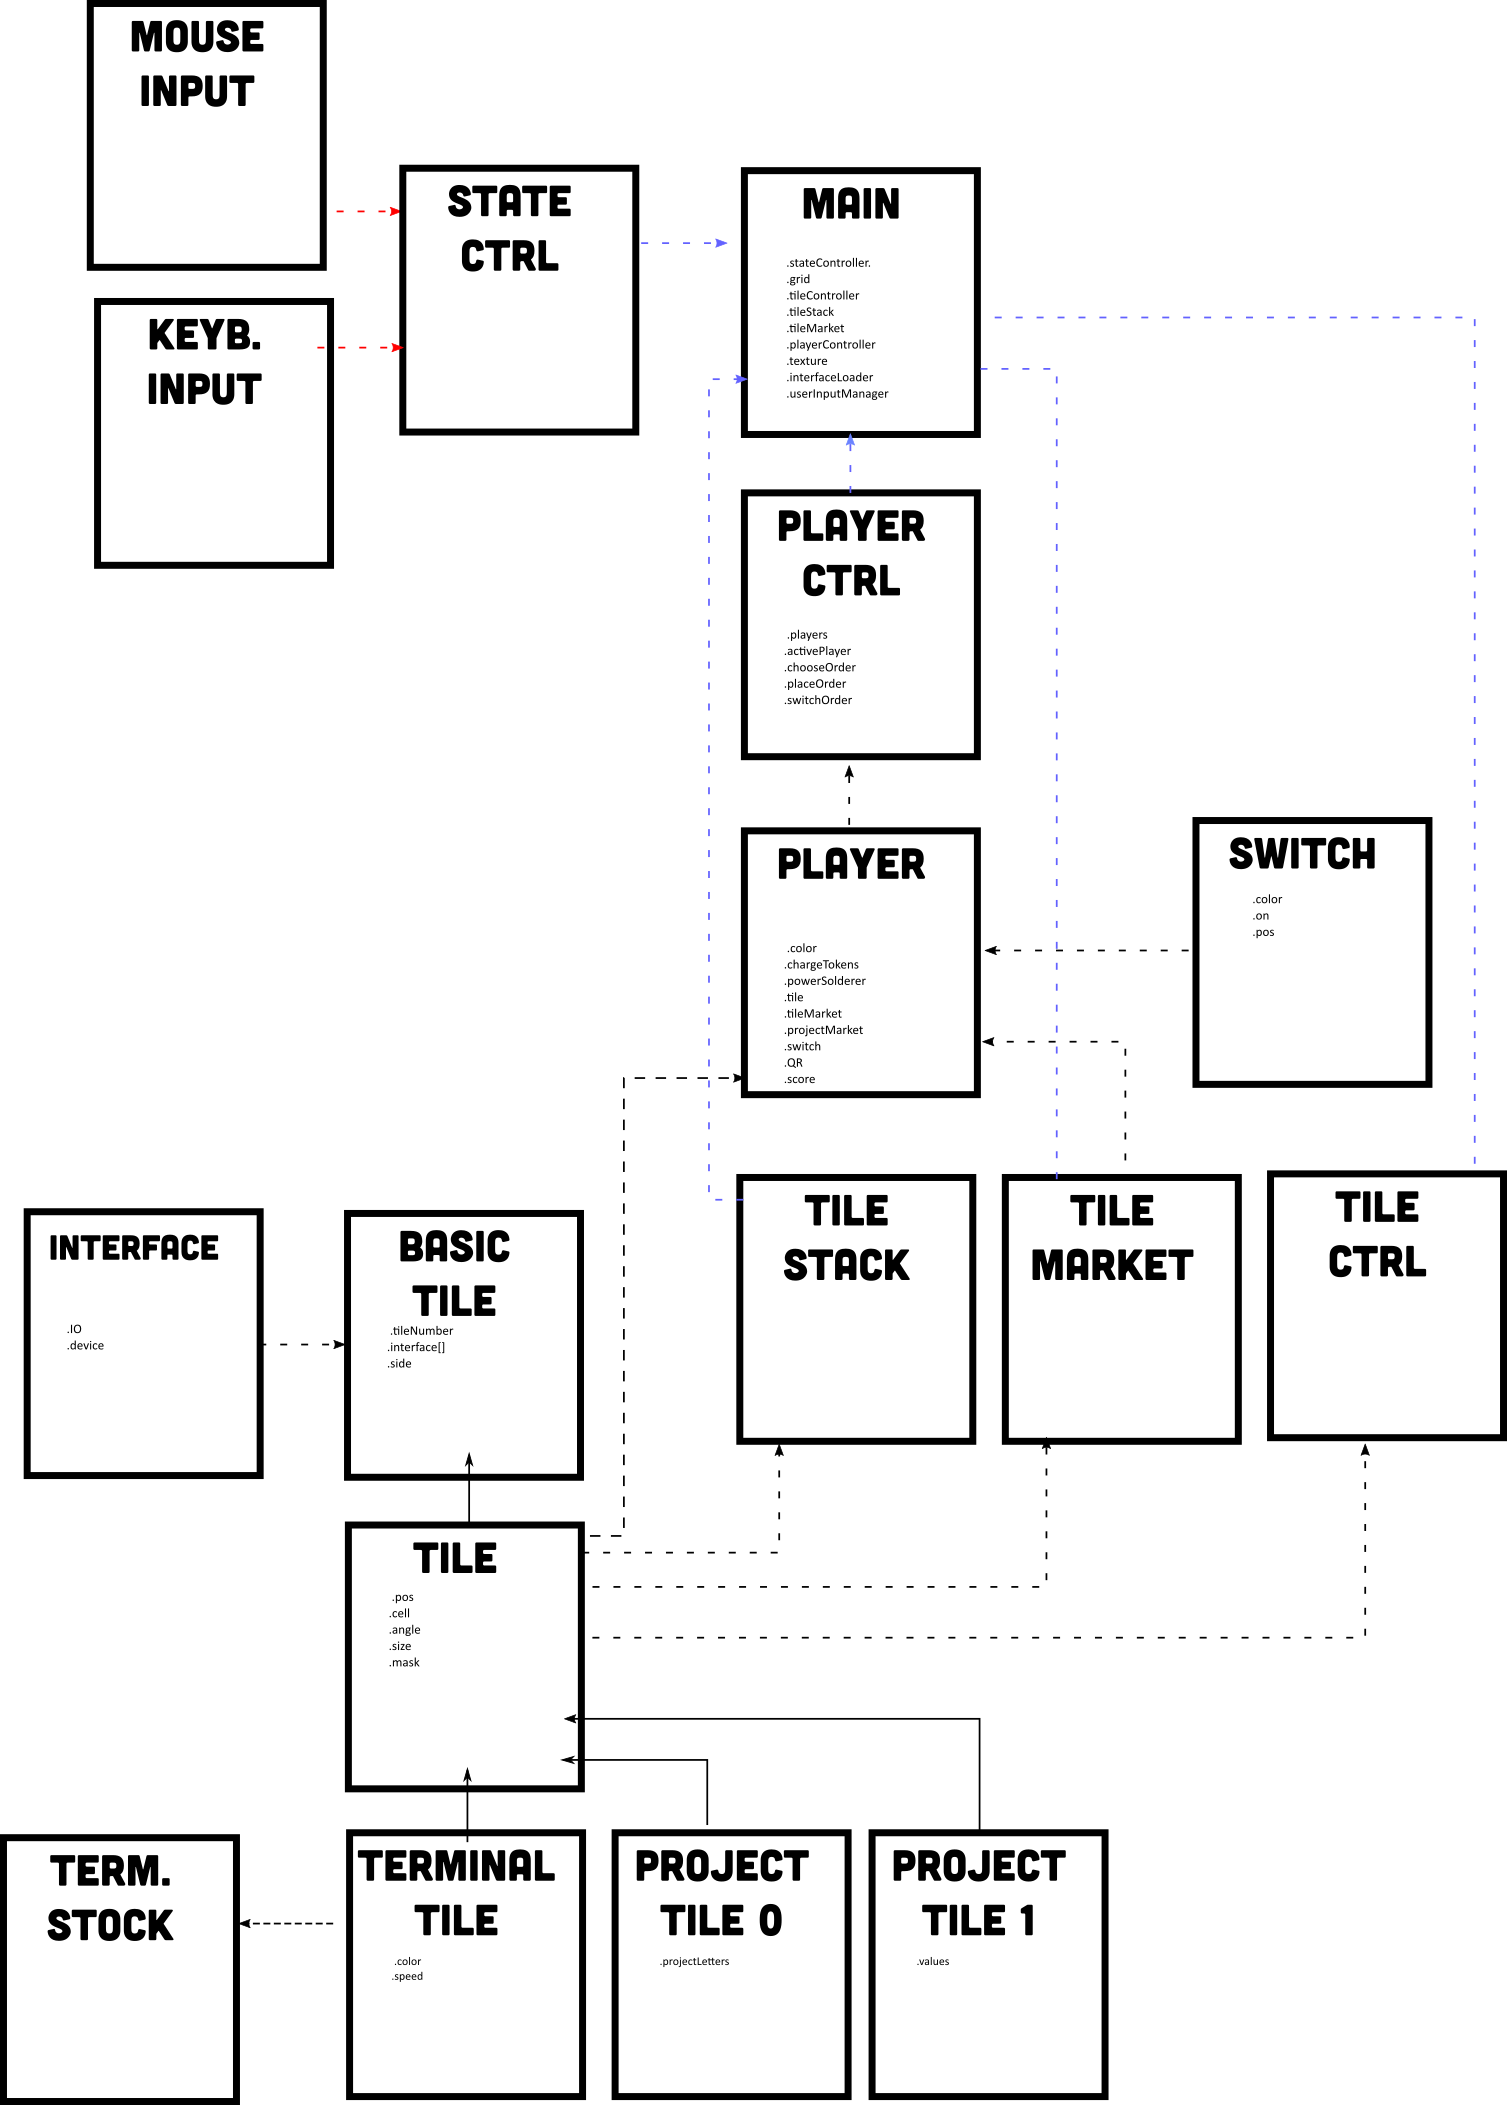 MOUSE
INPUT
STATE
CTRL
MAIN
.stateController.
.grid
.tileController
.tileStack
.tileMarket
.playerController
.texture
.interfaceLoader
.userInputManager
KEYB.
INPUT
PLAYER
CTRL
.players
.activePlayer
.chooseOrder
.placeOrder
.switchOrder
PLAYER
.color
.chargeTokens
.powerSolderer
.tile
.tileMarket
.projectMarket
.switch
.QR
.score
SWITCH
.color
.on
.pos
INTERFACE
.IO
.device
BASIC
TILE
.tileNumber
.interface[]
.side
TILE
STACK
TILE
MARKET
TILE
CTRL
TILE
.pos
.cell
.angle
.size
.mask
TERM.
STOCK
TERMINAL
TILE
.color
.speed
PROJECT
TILE 0
.projectLetters
PROJECT
TILE 1
.values